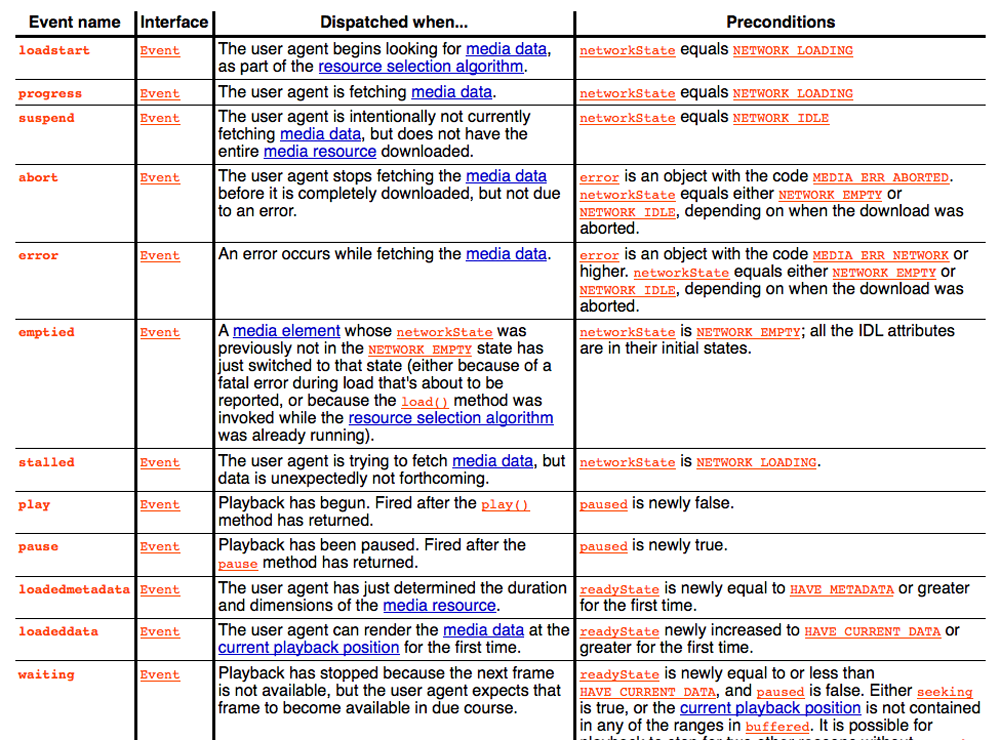 Event name Interface Dispatched when... Preconditions
loadstart Event The user agent begins looking for media data, networkState equals NETWORK_LOADING
as part of the resource selection algorithm.
progress Event The user agent is fetching media data. networkState equals NETWORK_LOADING
suspend Event The user agent is intentionally not currently networkState equals NETWORK_IDLE
fetching media data, but does not have the
entire media resource downloaded.
abort Event The user agent stops fetching the media data error is an object with the code MEDIA_ERR_ABORTED.
before it is completely downloaded, but not due networkState equals either NETWORK_EMPTY or
to an error. NETWORK_IDLE, depending on when the download was
aborted.
error Event An error occurs while fetching the media data. error is an object with the code MEDIA_ERR_NETWORK or
higher. networkState equals either NETWORK_EMPTY or
NETWORK_IDLE, depending on when the download was
aborted.
emptied Event A media element whose networkState was networkState is NETWORK_EMPTY; all the IDL attributes
previously not in the NETWORK_EMPTY state has are in their initial states.
just switched to that state (either because of a
fatal error during load that's about to be
reported, or because the load() method was
invoked while the resource selection algorithm
was already running).
stalled Event The user agent is trying to fetch media data, but networkState is NETWORK_LOADING.
data is unexpectedly not forthcoming.
play Event Playback has begun. Fired after the play() paused is newly false.
method has returned.
pause Event Playback has been paused. Fired after the paused is newly true.
pause method has returned.
loadedmetadata Event The user agent has just determined the duration readyState is newly equal to HAVE_METADATA or greater
and dimensions of the media resource. for the first time.
loadeddata Event The user agent can render the media data at the readyState newly increased to HAVE_CURRENT_DATA or
current playback position for the first time. greater for the first time.
waiting Event Playback has stopped because the next frame readyState is newly equal to or less than
is not available, but the user agent expects that HAVE_CURRENT_DATA, and paused is false. Either seeking
frame to become available in due course. is true, or the current playback position is not contained
in any of the ranges in buffered. It is possible for
playback to stop for two other reasons without